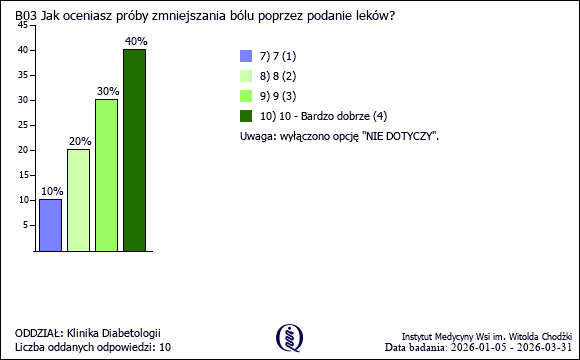 B03 Jak oceniasz próby zmniejszania bólu poprzez podanie leków?
45
40
35
30
25
20
15
10
5
10%
20%
30%
40%
7) 7 (1)
8) 8 (2)
9) 9 (3)
10) 10 - Bardzo dobrze (4)
Uwaga: wyłączono opcję "NIE DOTYCZY".
ODDZIAŁ: Klinika Diabetologii
Liczba oddanych odpowiedzi: 10
Instytut Medycyny Wsi im. Witolda Chodźki
Data badania: 2026-01-05 - 2026-03-31